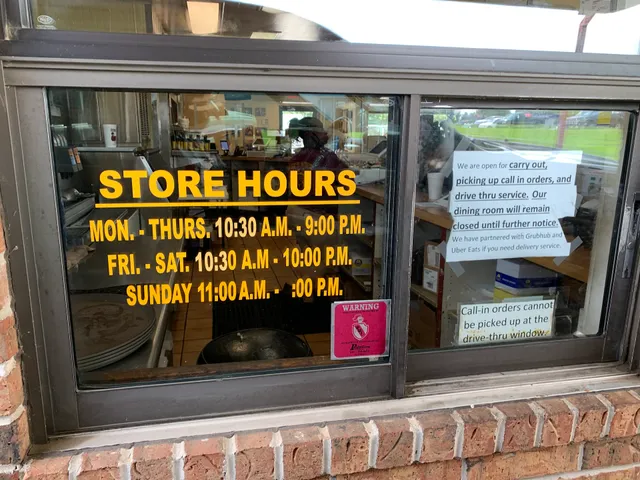 STORE HOURS
MON. - THURS. 10:30 A.M. - 9:00 P.M.
FRI. - SAT. 10:30 A.M - 10:00 P.M.
SUNDAY 11:00 A.M. - :00 P.M.
WARNING
We are open for carry out,
picking up call in orders, and
drive thru service. Our
dining room will remain
closed until further notice.
We have partnered with Grubhub and
Uber Eats if you need delivery service.
Call-in orders cannot
be picked up at the
drive-thru window.